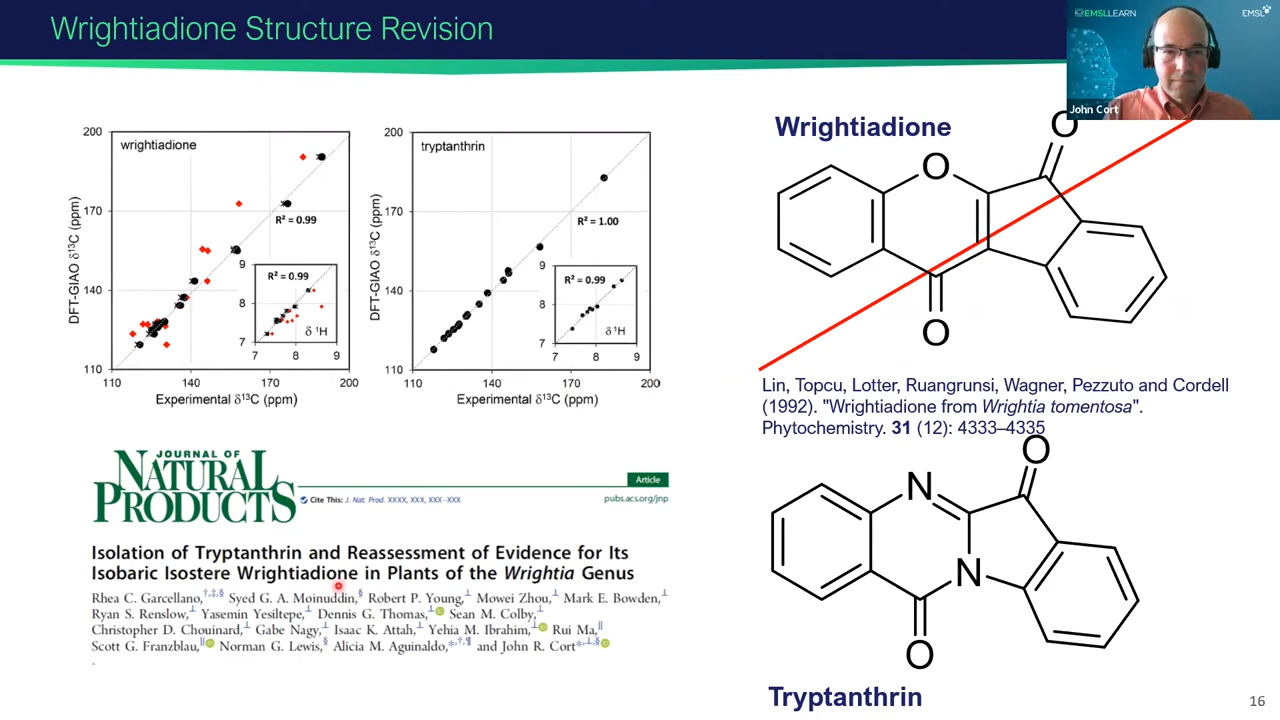 Wrightiadione Structure Revision
EMSLLEARN
EMSL
John Cort
200
170
140
110
DFT-GIAO δ¹³C (ppm)
wrightiadione
R² = 0.99
9
8
7
R² = 0.99
δ ¹H
7 8 9
110 140 170 200
Experimental δ¹³C (ppm)
200
170
140
110
DFT-GIAO δ¹³C (ppm)
tryptanthrin
R² = 1.00
9
8
7
R² = 0.99
δ ¹H
7 8 9
110 140 170 200
Experimental δ¹³C (ppm)
Wrightiadione
O
O
O
Lin, Topcu, Lotter, Ruangrunsi, Wagner, Pezzuto and Cordell
(1992). "Wrightiadione from Wrightia tomentosa".
Phytochemistry. 31 (12): 4333–4335
JOURNAL OF
NATURAL
PRODUCTS
Article
Cite This: J. Nat. Prod. XXXX, XXX, XXX−XXX
pubs.acs.org/jnp
Isolation of Tryptanthrin and Reassessment of Evidence for Its
Isobaric Isostere Wrightiadione in Plants of the Wrightia Genus
Rhea C. Garcellano,†,‡,§ Syed G. A. Moinuddin,§ Robert P. Young,⊥ Mowei Zhou,⊥ Mark E. Bowden,⊥
Ryan S. Renslow,⊥ Yasemin Yesiltepe,⊥ Dennis G. Thomas,⊥ Sean M. Colby,⊥
Christopher D. Chouinard,⊥ Gabe Nagy,⊥ Isaac K. Attah,⊥ Yehia M. Ibrahim,⊥ Rui Ma,∥
Scott G. Franzblau,∥ Norman G. Lewis,§ Alicia M. Aguinaldo,*,†,¶ and John R. Cort*,⊥,§
O
N
N
O
Tryptanthrin
16